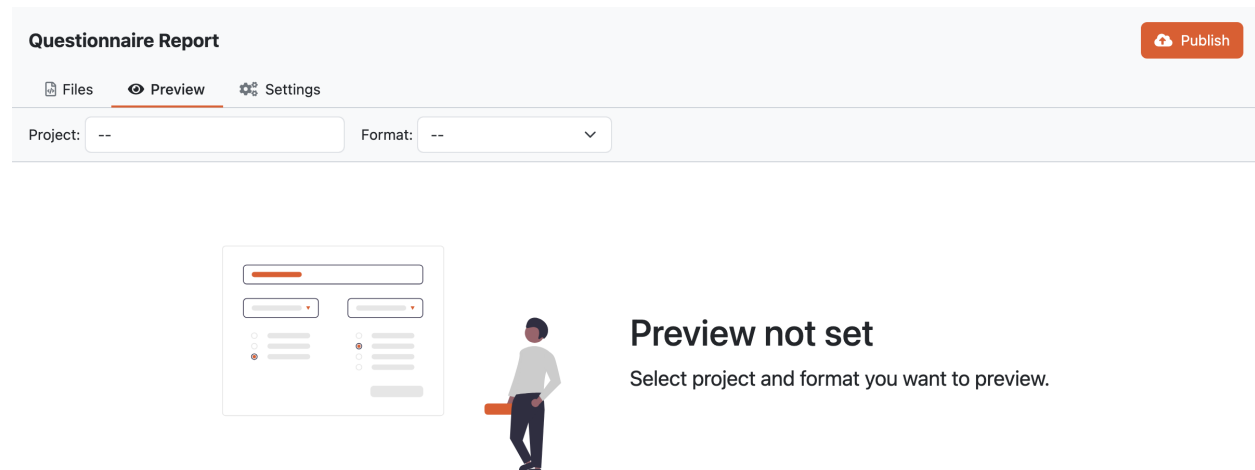 Questionnaire Report
Publish
Files Preview Settings
Project: -- Format: --
Preview not set
Select project and format you want to preview.